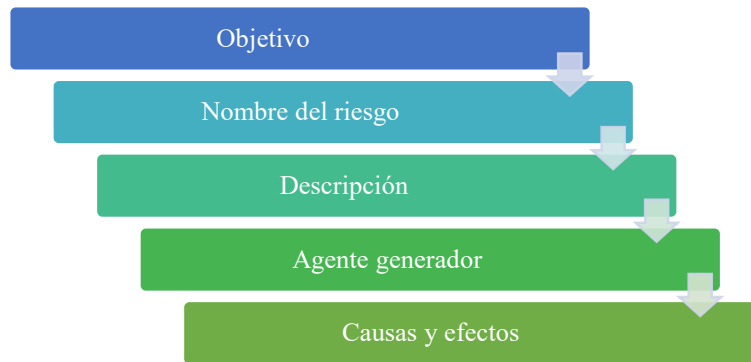 Objetivo
Nombre del riesgo
Descripción
Agente generador
Causas y efectos